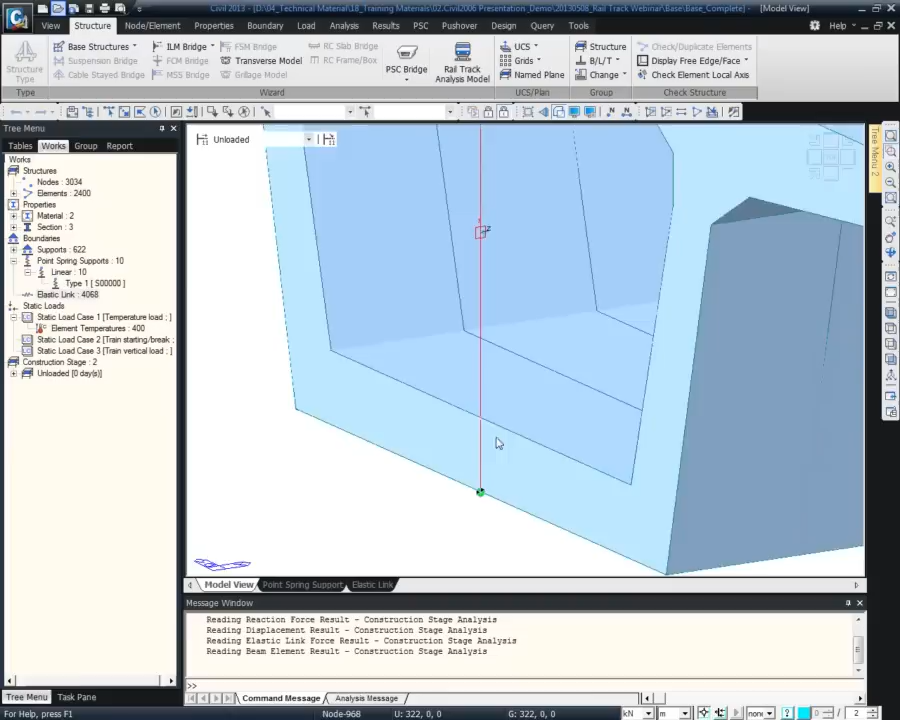 Civil 2013 - [D:\04_Technical Material\18_Training Materials\02.Civil2006 Presentation_Demo\20130508_Rail Track Webinar\Base\Base_Complete] - [Model View]
View Structure Node/Element Properties Boundary Load Analysis Results PSC Pushover Design Query Tools Help
Structure Type
Type
Base Structures ILM Bridge FSM Bridge RC Slab Bridge
Suspension Bridge FCM Bridge Transverse Model RC Frame/Box
Cable Stayed Bridge MSS Bridge Grillage Model
PSC Bridge
Rail Track Analysis Model
Wizard
UCS
Grids
Named Plane
UCS/Plan
Structure
B/L/T
Change
Group
Check/Duplicate Elements
Display Free Edge/Face
Check Element Local Axis
Check Structure
Tree Menu
Tables Works Group Report
Works
Structures
Nodes : 3034
Elements : 2400
Properties
Material : 2
Section : 3
Boundaries
Supports : 622
Point Spring Supports : 10
Linear : 10
Type 1 [ S00000 ]
Elastic Link : 4068
Static Loads
Static Load Case 1 [Temperature load ; ]
Element Temperatures : 400
Static Load Case 2 [Train starting/break ;
Static Load Case 3 [Train vertical load ; ]
Construction Stage : 2
Unloaded [0 day(s)]
Unloaded
z
Tree Menu 2
Model View Point Spring Support Elastic Link
Message Window
Reading Reaction Force Result - Construction Stage Analysis
Reading Displacement Result - Construction Stage Analysis
Reading Elastic Link Force Result - Construction Stage Analysis
Reading Beam Element Result - Construction Stage Analysis
>>
Tree Menu Task Pane
Command Message Analysis Message
For Help, press F1 Node-968 U: 322, 0, 0 G: 322, 0, 0 kN m none ? 0 / 2